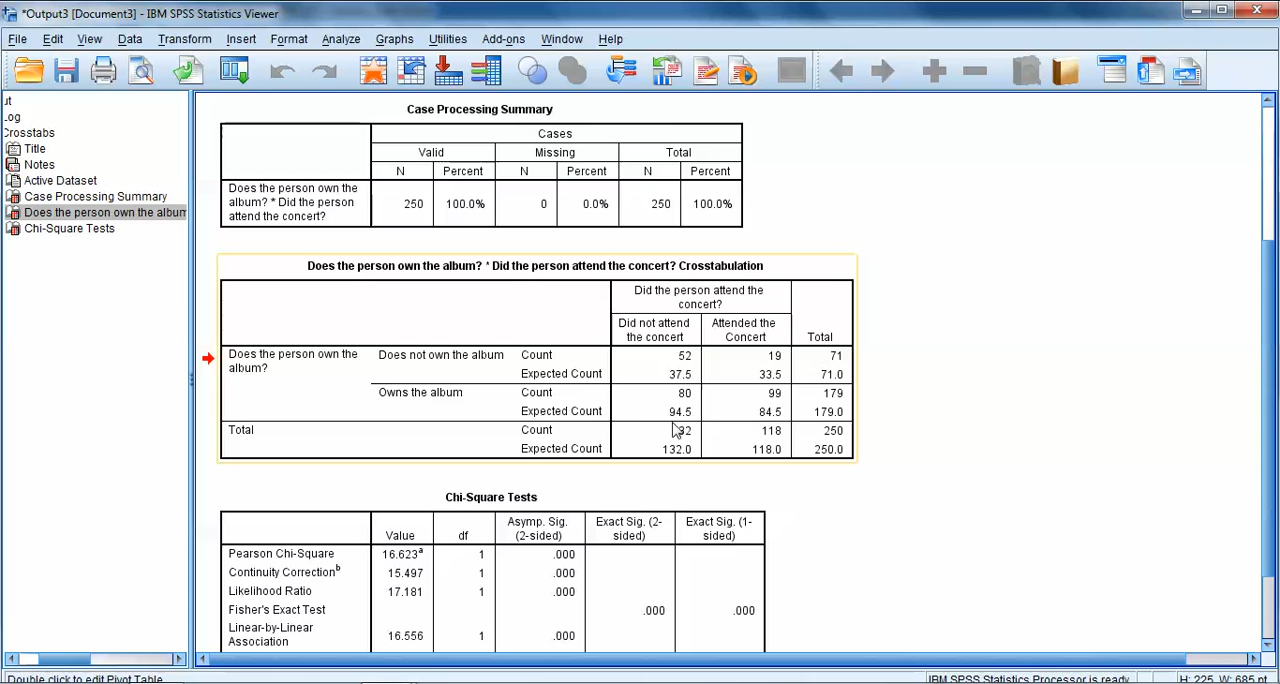 *Output3 [Document3] - IBM SPSS Statistics Viewer
File Edit View Data Transform Insert Format Analyze Graphs Utilities Add-ons Window Help
ut
Log
Crosstabs
Title
Notes
Active Dataset
Case Processing Summary
Does the person own the album
Chi-Square Tests
Case Processing Summary
Cases
Valid Missing Total
N Percent N Percent N Percent
Does the person own the
album? * Did the person
attend the concert?
250 100.0% 0 0.0% 250 100.0%
Does the person own the album? * Did the person attend the concert? Crosstabulation
Did the person attend the
concert?
Did not attend
the concert
Attended the
Concert
Total
Does the person own the
album?
Does not own the album Count 52 19 71
Expected Count 37.5 33.5 71.0
Owns the album Count 80 99 179
Expected Count 94.5 84.5 179.0
Total Count 32 118 250
Expected Count 132.0 118.0 250.0
Chi-Square Tests
Value df
Asymp. Sig.
(2-sided)
Exact Sig. (2-
sided)
Exact Sig. (1-
sided)
Pearson Chi-Square 16.623a 1 .000
Continuity Correctionb 15.497 1 .000
Likelihood Ratio 17.181 1 .000
Fisher's Exact Test .000 .000
Linear-by-Linear
Association
16.556 1 .000
Double click to edit Pivot Table
IBM SPSS Statistics Processor is ready
H: 225, W: 685 pt